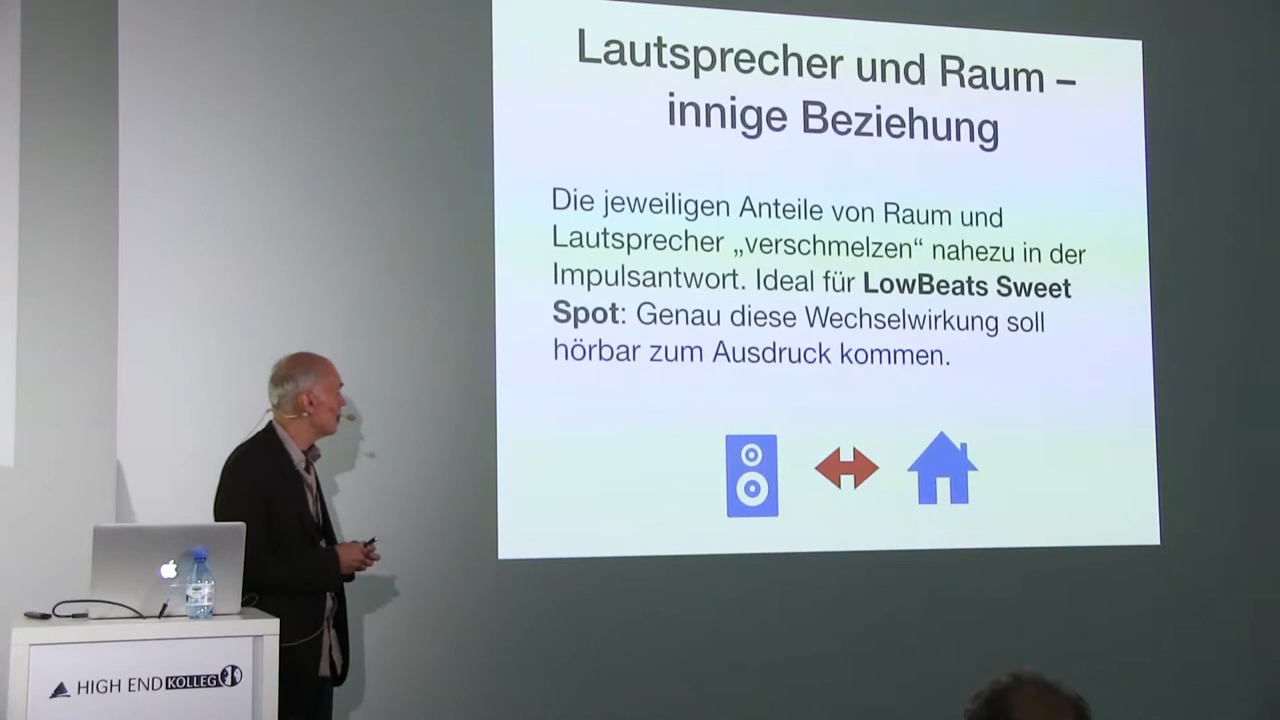 Lautsprecher und Raum –
innige Beziehung
Die jeweiligen Anteile von Raum und
Lautsprecher „verschmelzen“ nahezu in der
Impulsantwort. Ideal für LowBeats Sweet
Spot: Genau diese Wechselwirkung soll
hörbar zum Ausdruck kommen.
HIGH END KOLLEG